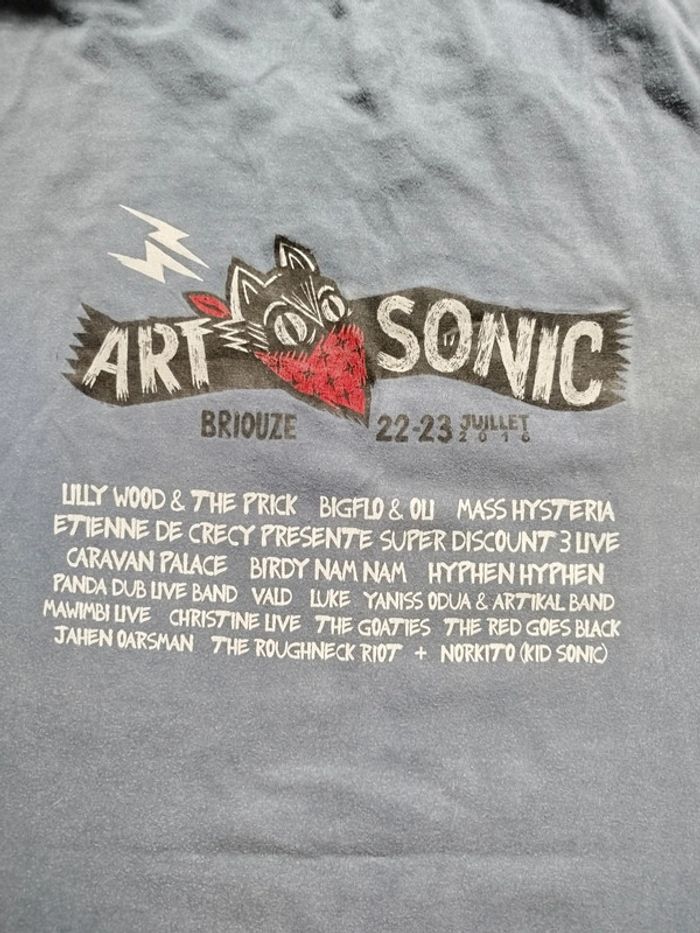 ART SONIC
BRIOUZE 22-23 JUILLET 2016
LILLY WOOD & THE PRICK BIGFLO & OLI MASS HYSTERIA
ETIENNE DE CRECY PRESENTE SUPER DISCOUNT 3 LIVE
CARAVAN PALACE BIRDY NAM NAM HYPHEN HYPHEN
PANDA DUB LIVE BAND VALD LUKE YANISS ODUA & ARTIKAL BAND
MAWIMBI LIVE CHRISTINE LIVE THE GOATIES THE RED GOES BLACK
JAHEN OARSMAN THE ROUGHNECK RIOT + NORKITO (KID SONIC)